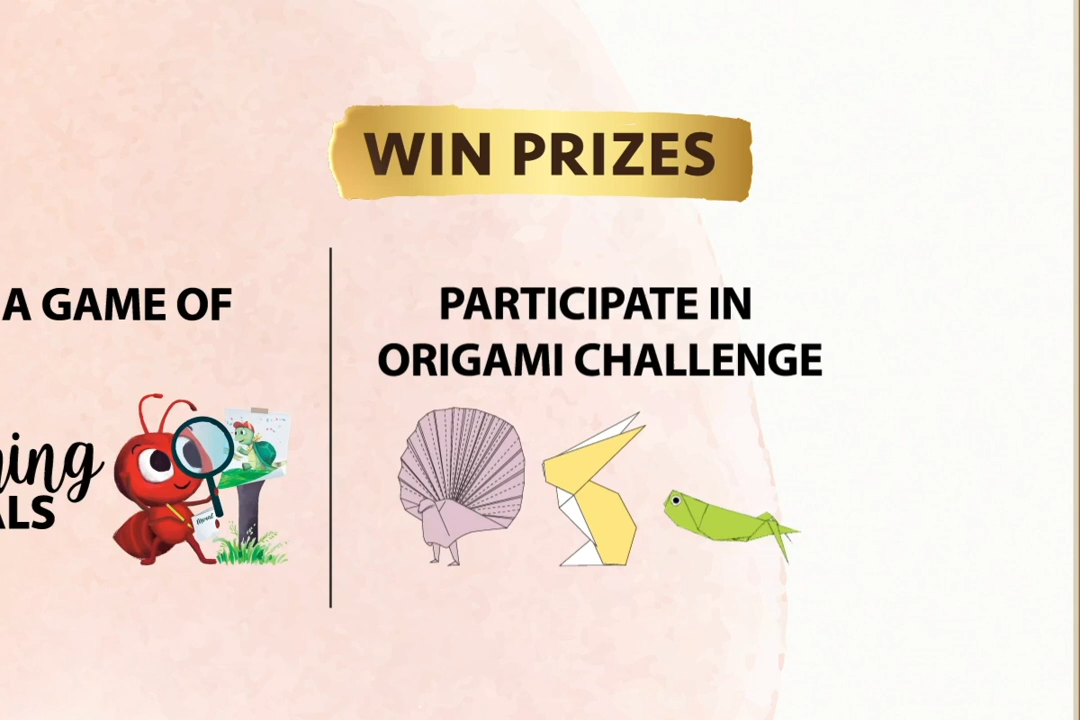 WIN PRIZES
A GAME OF
ALS
PARTICIPATE IN
ORIGAMI CHALLENGE